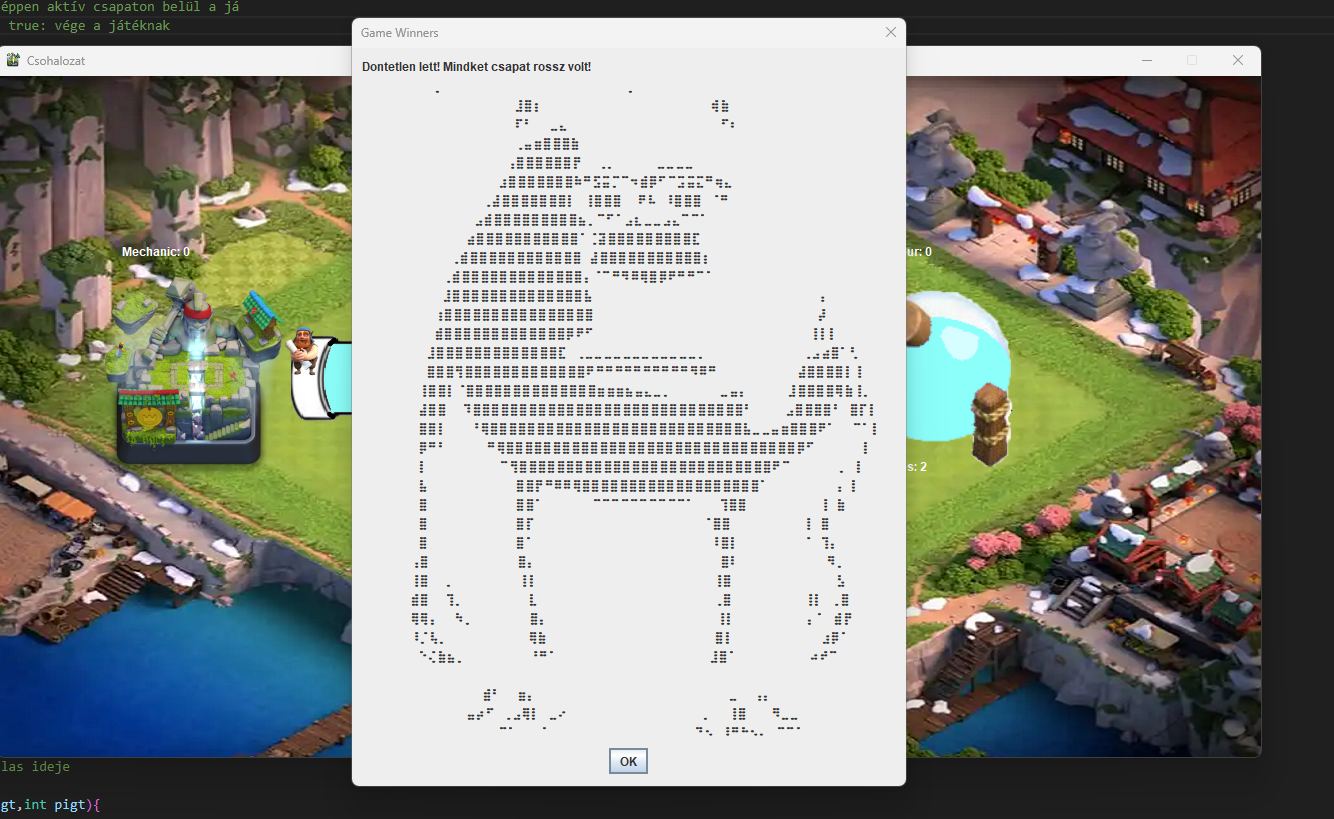 éppen aktív csapaton belül a já
true: vége a játéknak
Game Winners
Csohalozat
Dontetlen lett! Mindket csapat rossz volt!
Mechanic: 0
ur: 0
s: 2
OK
las ideje
gt,int pigt){